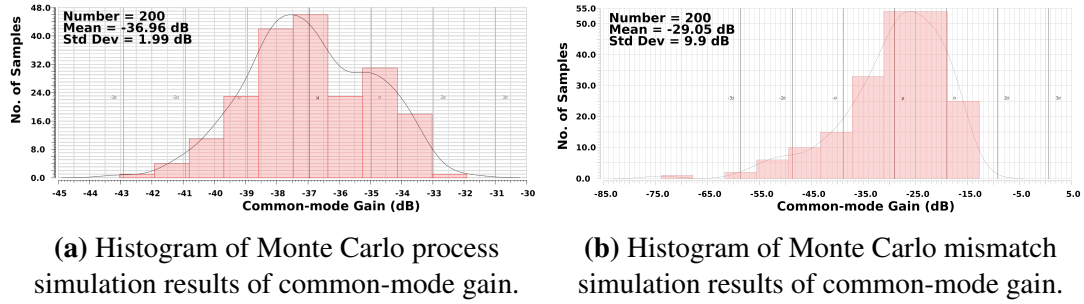 Number = 200
Mean = -36.96 dB
Std Dev = 1.99 dB
No. of Samples
48.0
40.0
32.0
24.0
16.0
8.0
0.0
-45 -44 -43 -42 -41 -40 -39 -38 -37 -36 -35 -34 -33 -32 -31 -30
Common-mode Gain (dB)
(a) Histogram of Monte Carlo process
simulation results of common-mode gain.
Number = 200
Mean = -29.05 dB
Std Dev = 9.9 dB
No. of Samples
55.0
50.0
40.0
30.0
20.0
10.0
0.0
-85.0 -75.0 -65.0 -55.0 -45.0 -35.0 -25.0 -15.0 -5.0 5.0
Common-mode Gain (dB)
(b) Histogram of Monte Carlo mismatch
simulation results of common-mode gain.